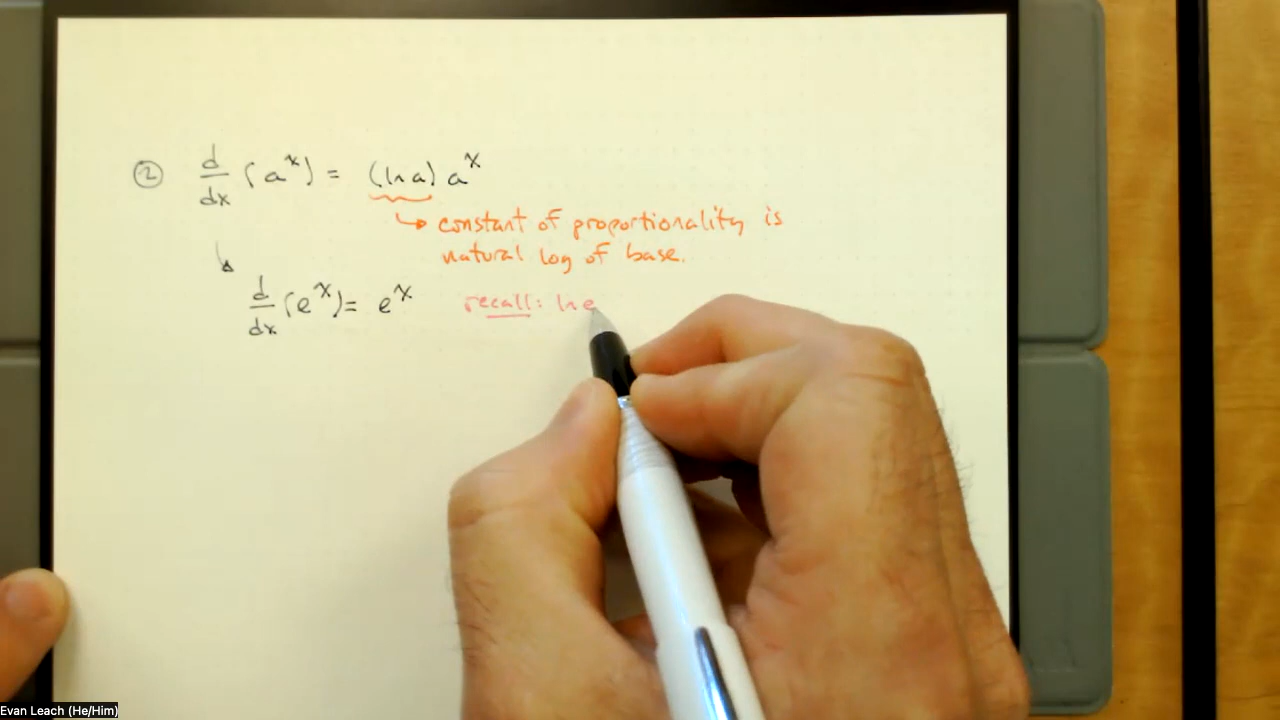 ② d/dx (a^x) = (ln a) a^x
↳ constant of proportionality is
natural log of base.
↳ d/dx (e^x) = e^x recall: ln e
Evan Leach (He/Him)